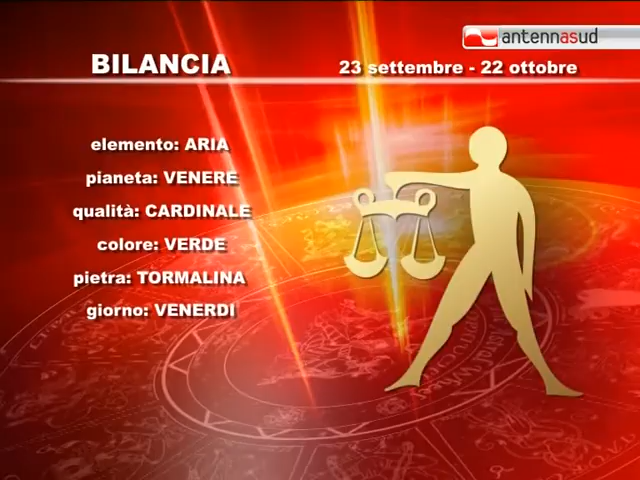 antennasud
BILANCIA
23 settembre - 22 ottobre
elemento: ARIA
pianeta: VENERE
qualità: CARDINALE
colore: VERDE
pietra: TORMALINA
giorno: VENERDI